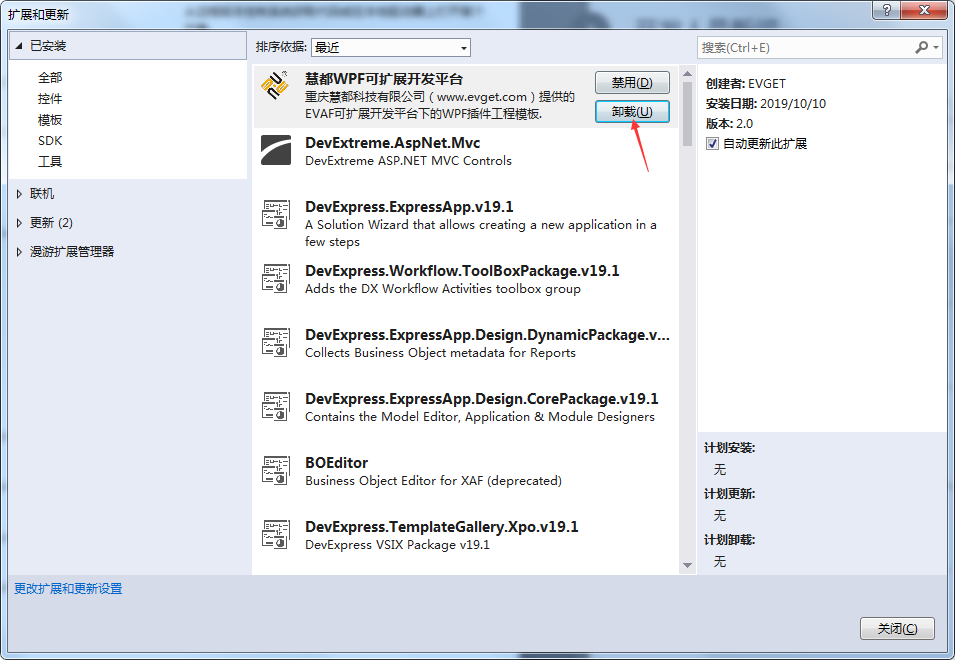 扩展和更新
已安装
排序依据: 最近
搜索(Ctrl+E)
全部
控件
模板
SDK
工具
联机
更新 (2)
漫游扩展管理器
慧都WPF可扩展开发平台
重庆慧都科技有限公司（www.evget.com）提供的
EVAF可扩展开发平台下的WPF插件工程模板.
禁用(D)
卸载(U)
DevExtreme.AspNet.Mvc
DevExtreme ASP.NET MVC Controls
DevExpress.ExpressApp.v19.1
A Solution Wizard that allows creating a new application in a
few steps
DevExpress.Workflow.ToolBoxPackage.v19.1
Adds the DX Workflow Activities toolbox group
DevExpress.ExpressApp.Design.DynamicPackage.v...
Collects Business Object metadata for Reports
DevExpress.ExpressApp.Design.CorePackage.v19.1
Contains the Model Editor, Application & Module Designers
BOEditor
Business Object Editor for XAF (deprecated)
DevExpress.TemplateGallery.Xpo.v19.1
DevExpress VSIX Package v19.1
创建者: EVGET
安装日期: 2019/10/10
版本: 2.0
自动更新此扩展
计划安装:
无
计划更新:
无
计划卸载:
无
更改扩展和更新设置
关闭(C)